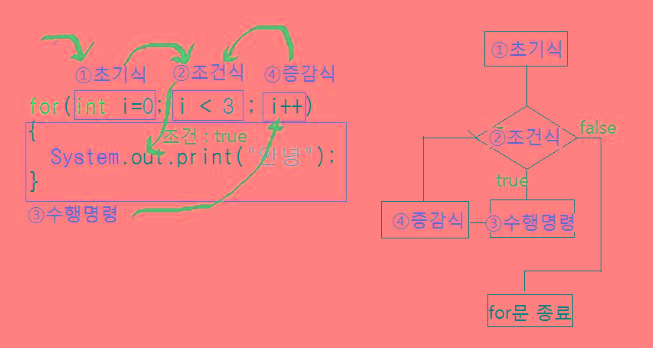 ①초기식 ②조건식 ④증감식
for(int i=0; i < 3 ; i++)
{
조건 : true
System.out.print("안녕");
}
③수행명령
①초기식
②조건식
false
true
④증감식
③수행명령
for문 종료